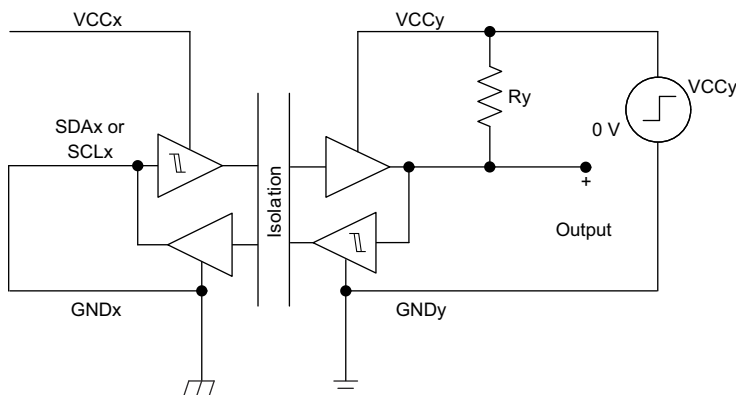 VCCx
VCCy
Ry
VCCy
0 V
SDAx or
SCLx
Isolation
+
Output
GNDx
GNDy